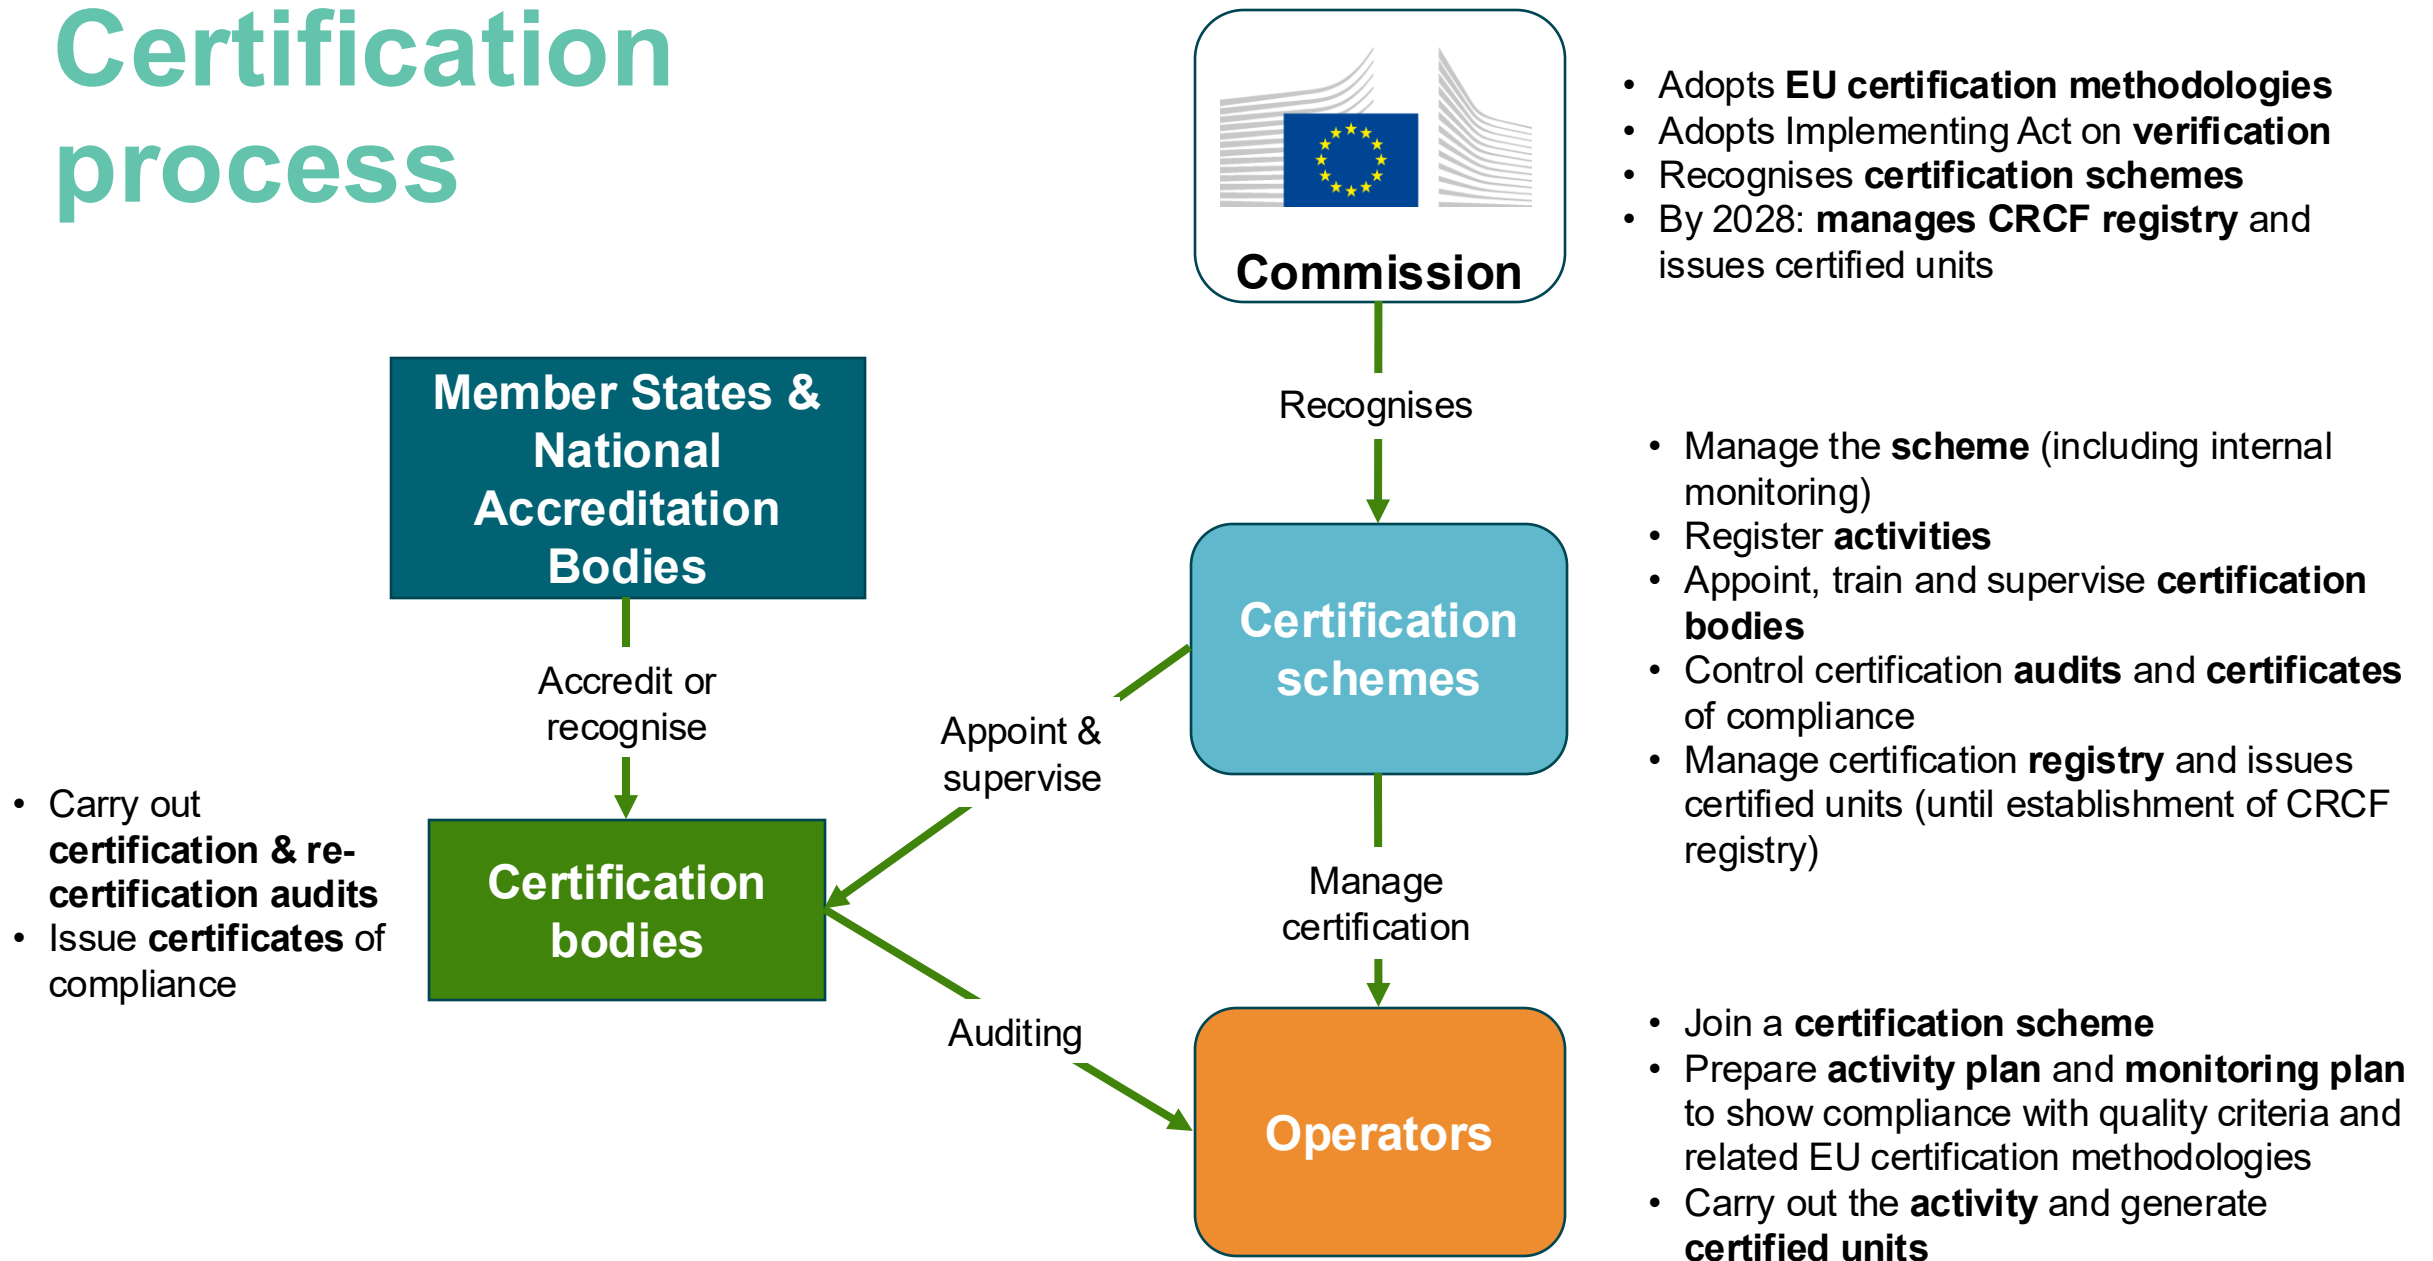 Certification
process
Commission
• Adopts EU certification methodologies
• Adopts Implementing Act on verification
• Recognises certification schemes
• By 2028: manages CRCF registry and
issues certified units
Recognises
Member States &
National
Accreditation
Bodies
Accredit or
recognise
Certification
schemes
• Manage the scheme (including internal
monitoring)
• Register activities
• Appoint, train and supervise certification
bodies
• Control certification audits and certificates
of compliance
• Manage certification registry and issues
certified units (until establishment of CRCF
registry)
Appoint &
supervise
• Carry out
certification & re-
certification audits
• Issue certificates of
compliance
Certification
bodies
Manage
certification
Auditing
Operators
• Join a certification scheme
• Prepare activity plan and monitoring plan
to show compliance with quality criteria and
related EU certification methodologies
• Carry out the activity and generate
certified units